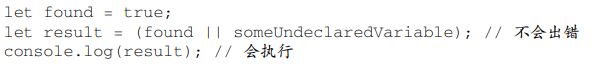 let found = true;
let result = (found || someUndeclaredVariable); // 不会出错
console.log(result); // 会执行